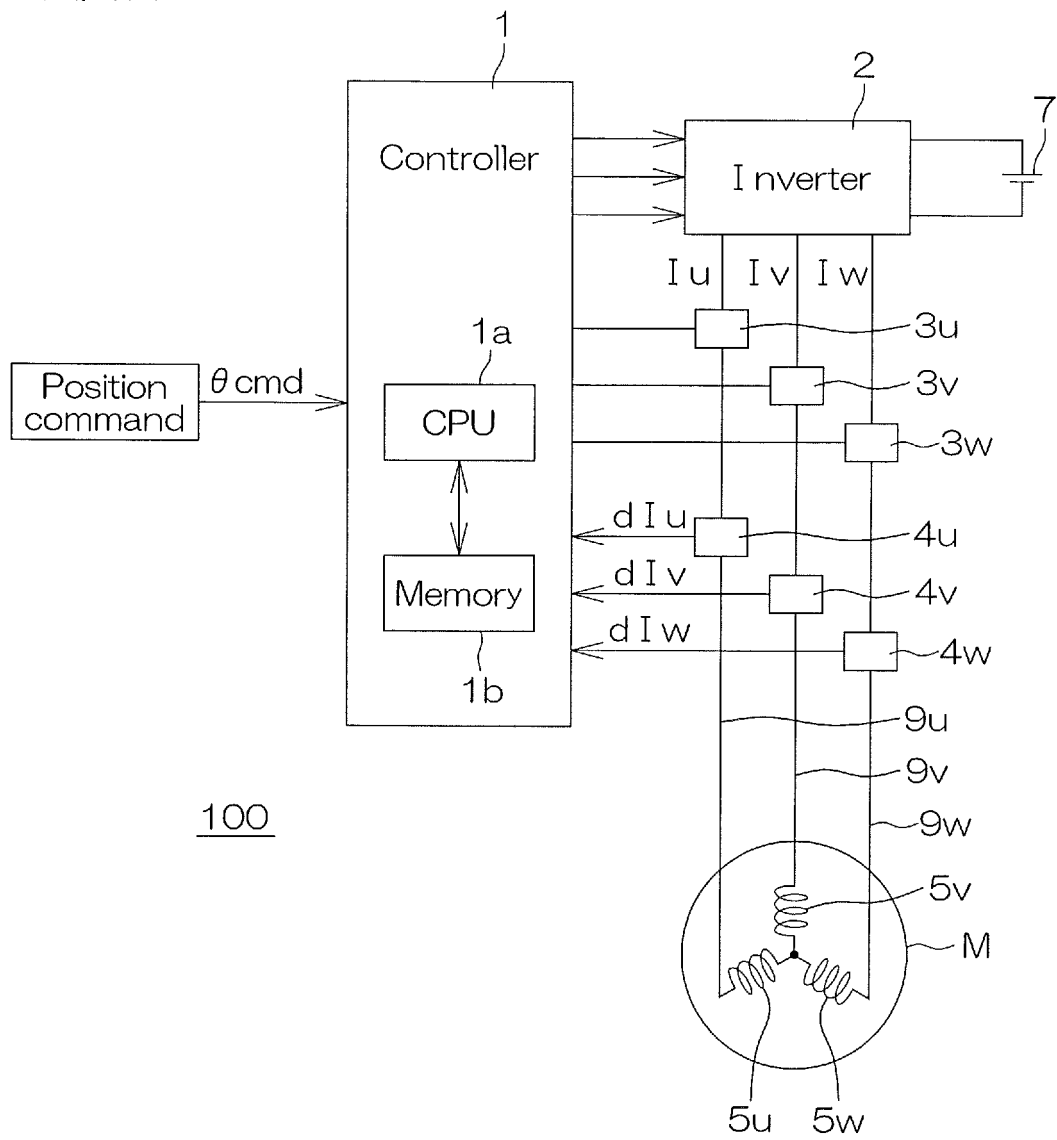 1
2
7
Controller
Inverter
Iu
Iv
Iw
1a
3u
Position
command
θcmd
CPU
3v
3w
dIu
4u
Memory
dIv
4v
dIw
4w
1b
9u
9v
100
9w
5v
M
5u
5w